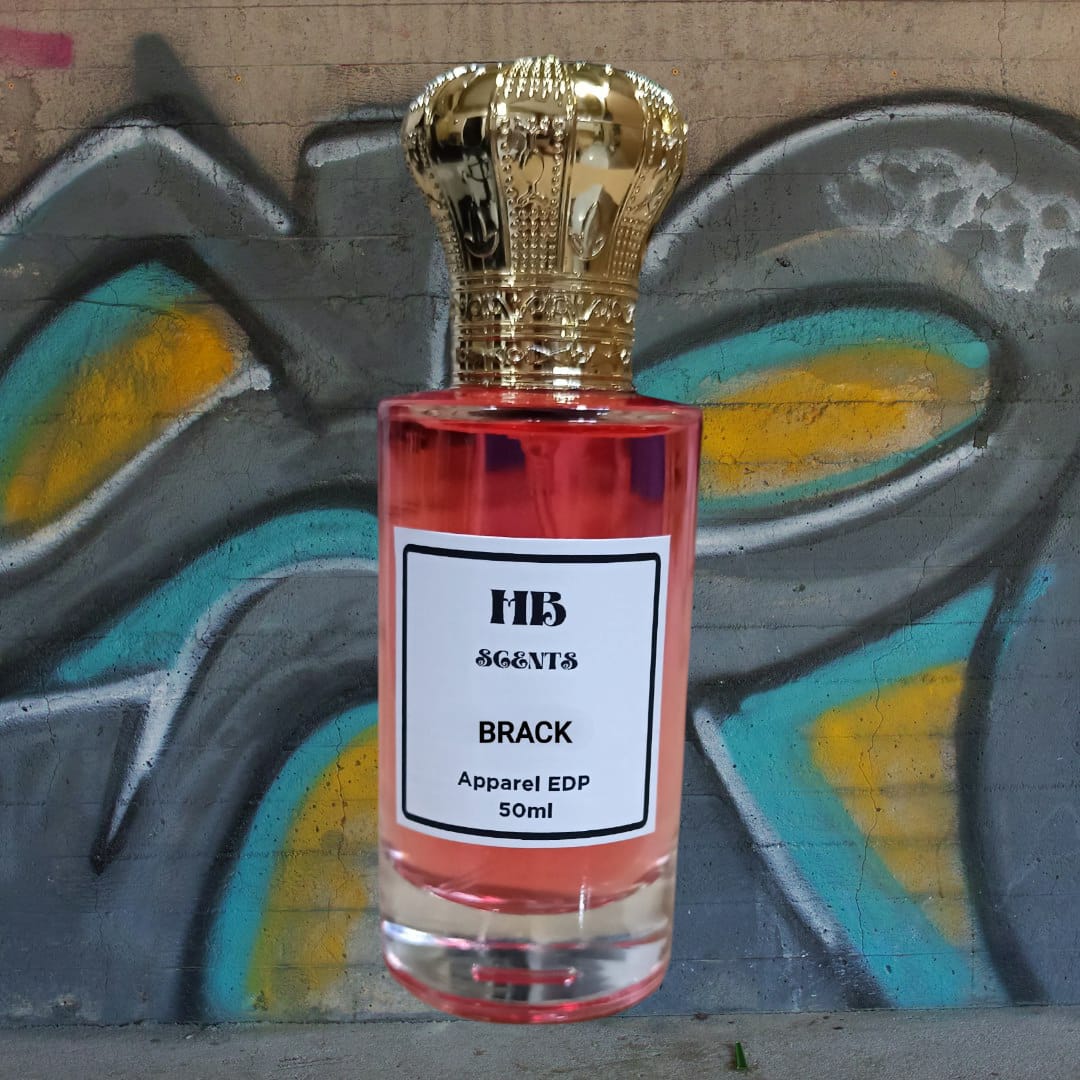 HB
SCENTS
BRACK
Apparel EDP
50ml